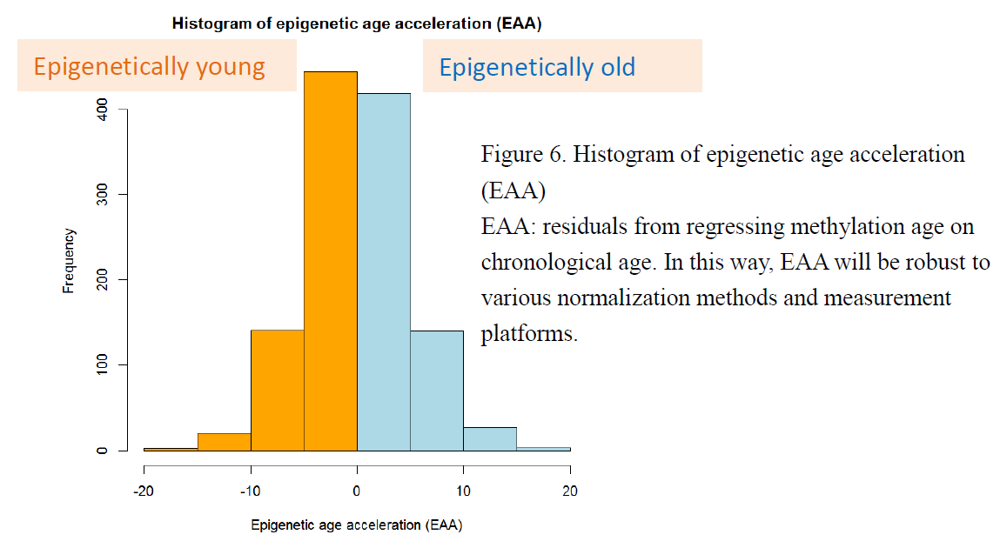 Histogram of epigenetic age acceleration (EAA)
Epigenetically young
Epigenetically old
400
300
200
100
0
Frequency
-20
-10
0
10
20
Epigenetic age acceleration (EAA)
Figure 6. Histogram of epigenetic age acceleration
(EAA)
EAA: residuals from regressing methylation age on
chronological age. In this way, EAA will be robust to
various normalization methods and measurement
platforms.